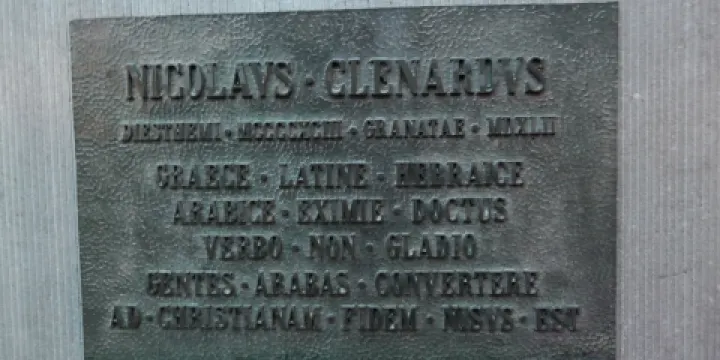 NICOLAVS · CLENARDVS
DIESTHEMI · MCCCCXCIII · GRANATAE · MDXLII
GRAECE · LATINE · HEBRAICE
ARABICE · EXIMIE · DOCTUS
VERBO · NON · GLADIO
GENTES · ARABAS · CONVERTERE
AD · CHRISTIANAM · FIDEM · NISVS · EST